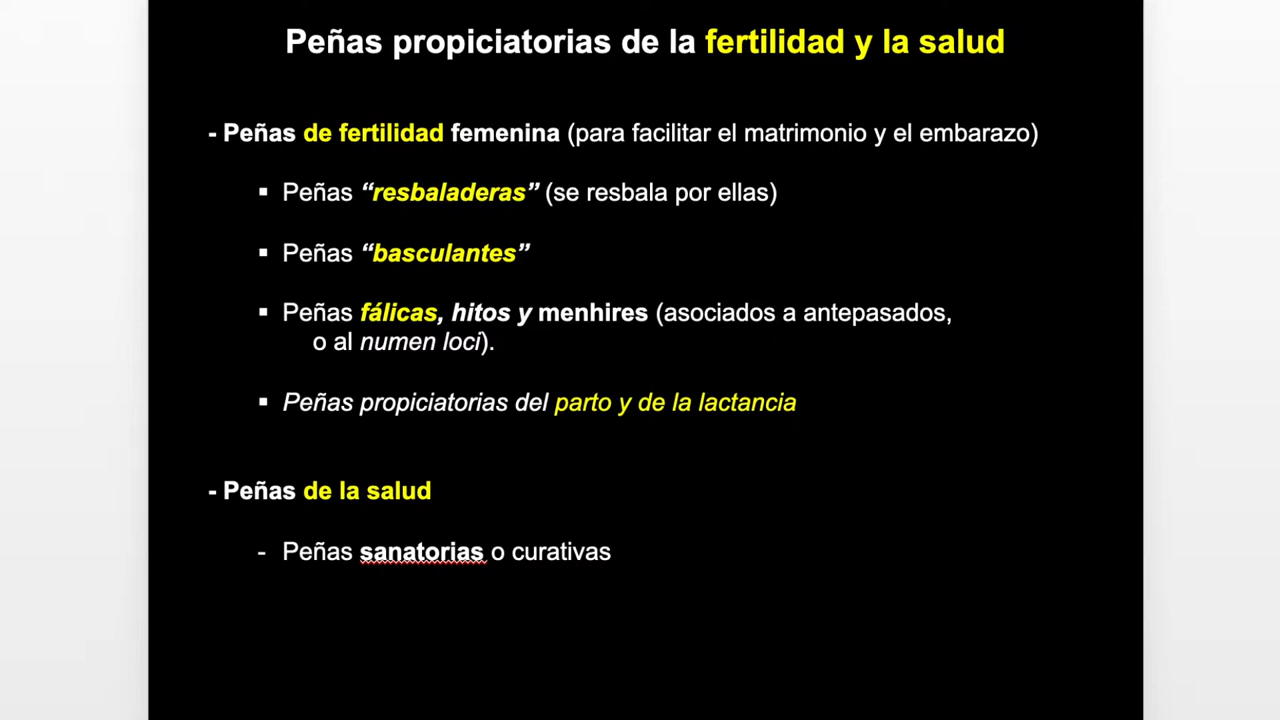 Peñas propiciatorias de la fertilidad y la salud
- Peñas de fertilidad femenina (para facilitar el matrimonio y el embarazo)
▪ Peñas “resbaladeras” (se resbala por ellas)
▪ Peñas “basculantes”
▪ Peñas fálicas, hitos y menhires (asociados a antepasados,
o al numen loci).
▪ Peñas propiciatorias del parto y de la lactancia
- Peñas de la salud
- Peñas sanatorias o curativas